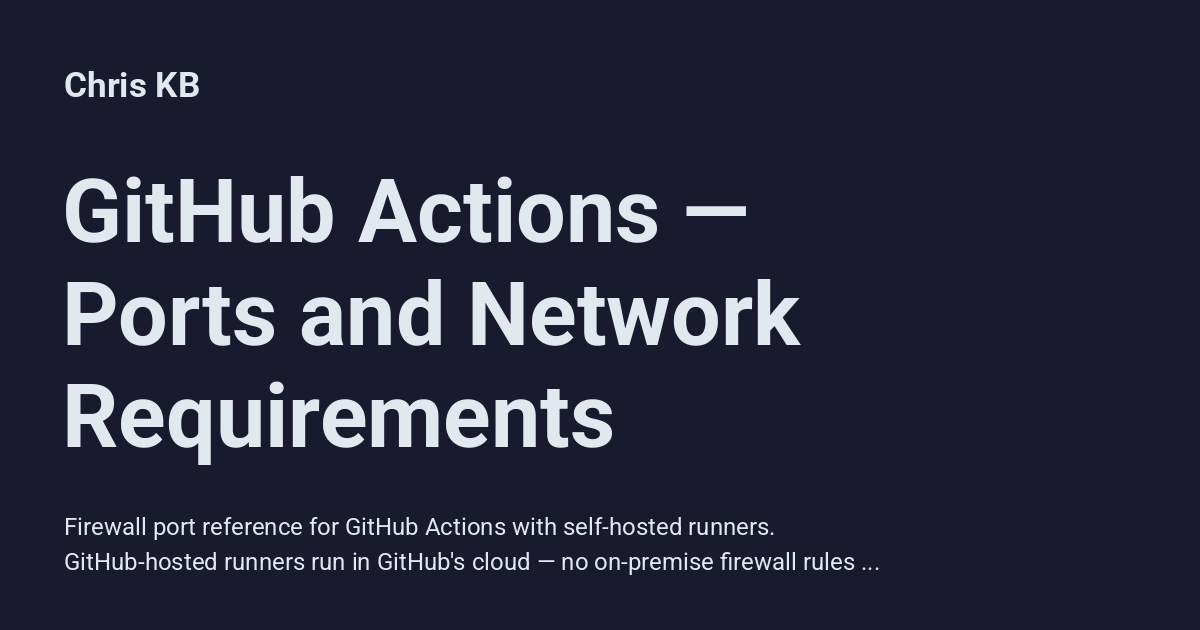 Chris KB
GitHub Actions —
Ports and Network
Requirements
Firewall port reference for GitHub Actions with self-hosted runners.
GitHub-hosted runners run in GitHub's cloud — no on-premise firewall rules ...